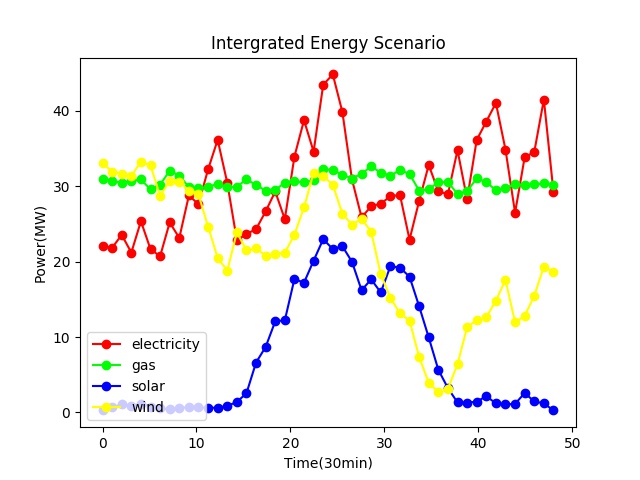 Intergrated Energy Scenario
Power(MW)
40
30
20
10
0
electricity
gas
solar
wind
0 10 20 30 40 50
Time(30min)